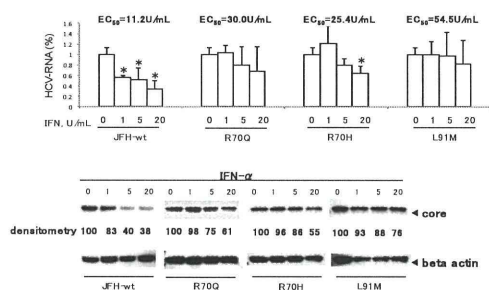 EC50=11.2U/mL EC50=30.0U/mL EC50=25.4U/mL EC50=54.5U/mL
HCV-RNA (%)
1.6
1.4
1.2
1.0
0.8
0.6
0.4
0.2
0
* * * *
IFN, U/mL 0 1 5 20 0 1 5 20 0 1 5 20 0 1 5 20
JFH-wt R70Q R70H L91M
IFN-α
0 1 5 20 0 1 5 20 0 1 5 20 0 1 5 20
core
densitometry 100 83 40 38 100 98 75 61 100 96 86 55 100 93 88 76
beta actin
JFH-wt R70Q R70H L91M